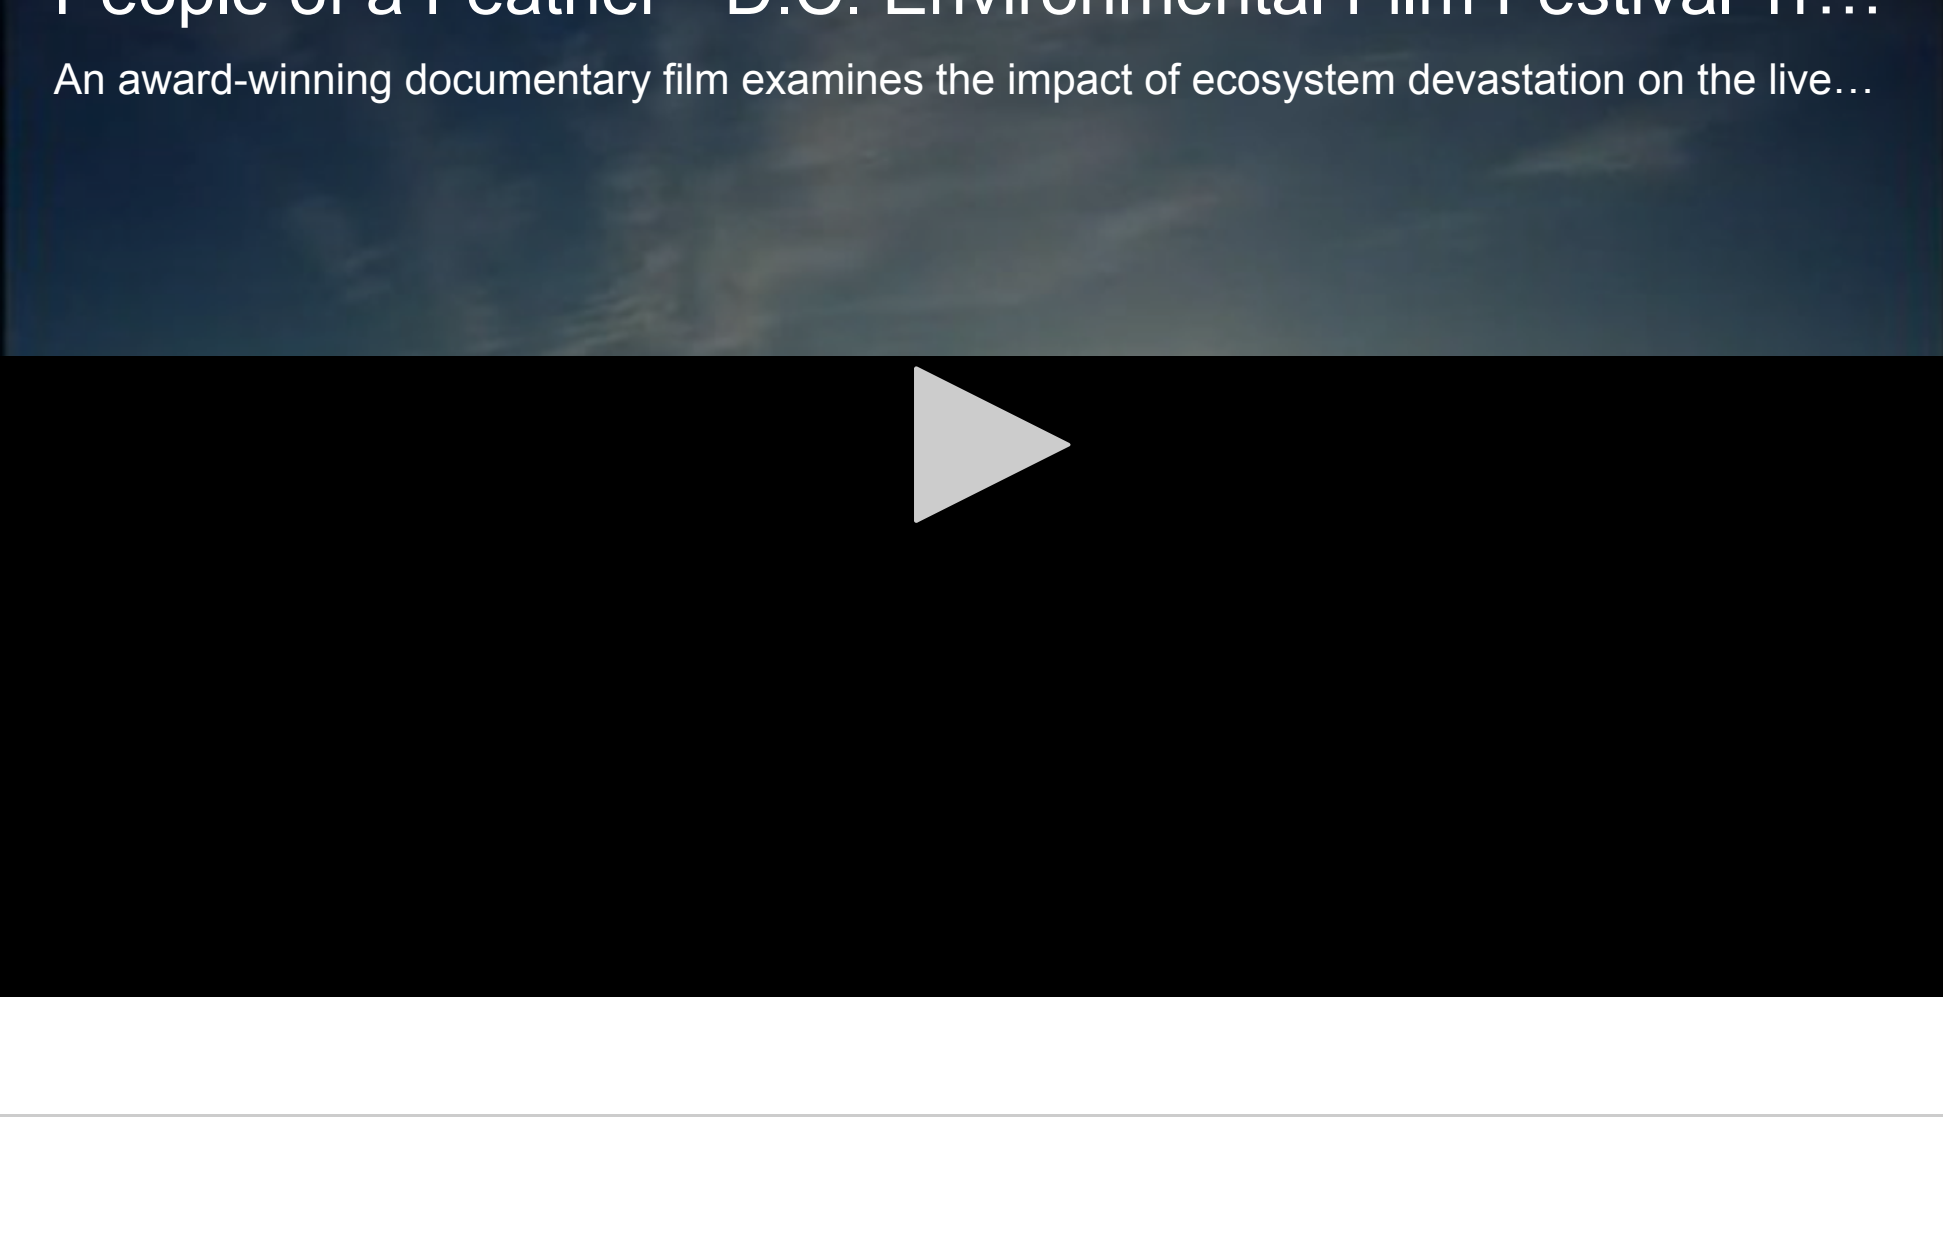 People of a Feather - D.C. Environmental Film Festival Tr…
An award-winning documentary film examines the impact of ecosystem devastation on the live…